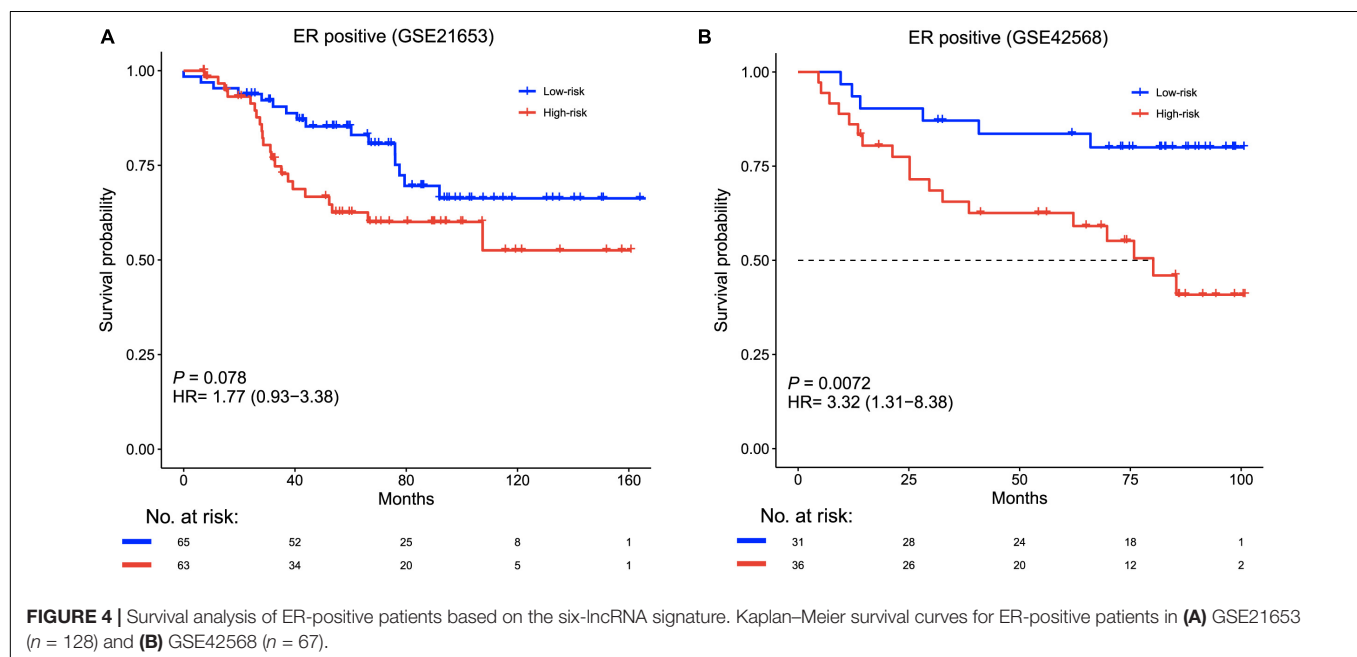 A
ER positive (GSE21653)
Survival probability
1.00
0.75
0.50
0.25
0.00
Low-risk
High-risk
P = 0.078
HR= 1.77 (0.93−3.38)
0 40 80 120 160
Months
No. at risk:
65 52 25 8 1
63 34 20 5 1
B
ER positive (GSE42568)
Survival probability
1.00
0.75
0.50
0.25
0.00
Low-risk
High-risk
P = 0.0072
HR= 3.32 (1.31−8.38)
0 25 50 75 100
Months
No. at risk:
31 28 24 18 1
36 26 20 12 2
FIGURE 4 | Survival analysis of ER-positive patients based on the six-lncRNA signature. Kaplan–Meier survival curves for ER-positive patients in (A) GSE21653
(n = 128) and (B) GSE42568 (n = 67).